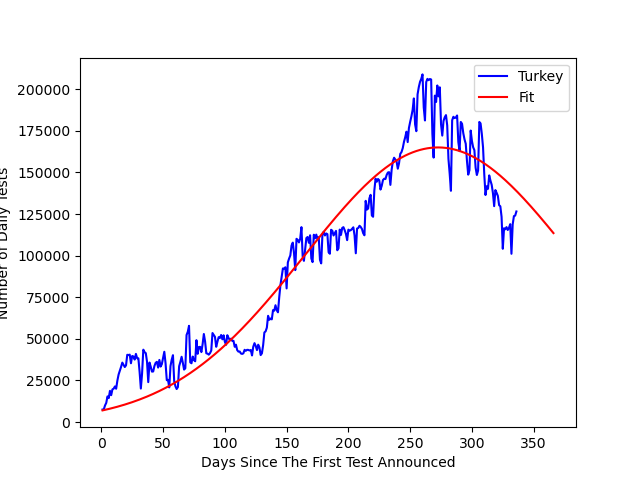 Turkey
Fit
200000
175000
150000
125000
100000
75000
50000
25000
0
Number of Daily Tests
0 50 100 150 200 250 300 350
Days Since The First Test Announced